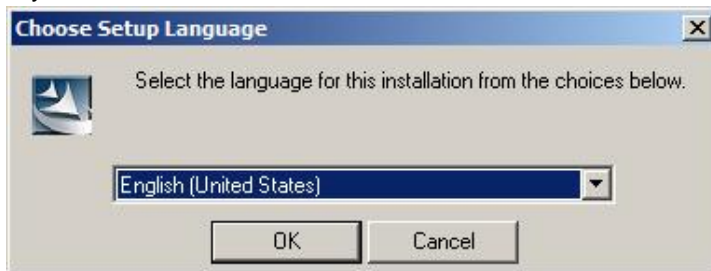 Choose Setup Language
Select the language for this installation from the choices below.
English (United States)
OK
Cancel